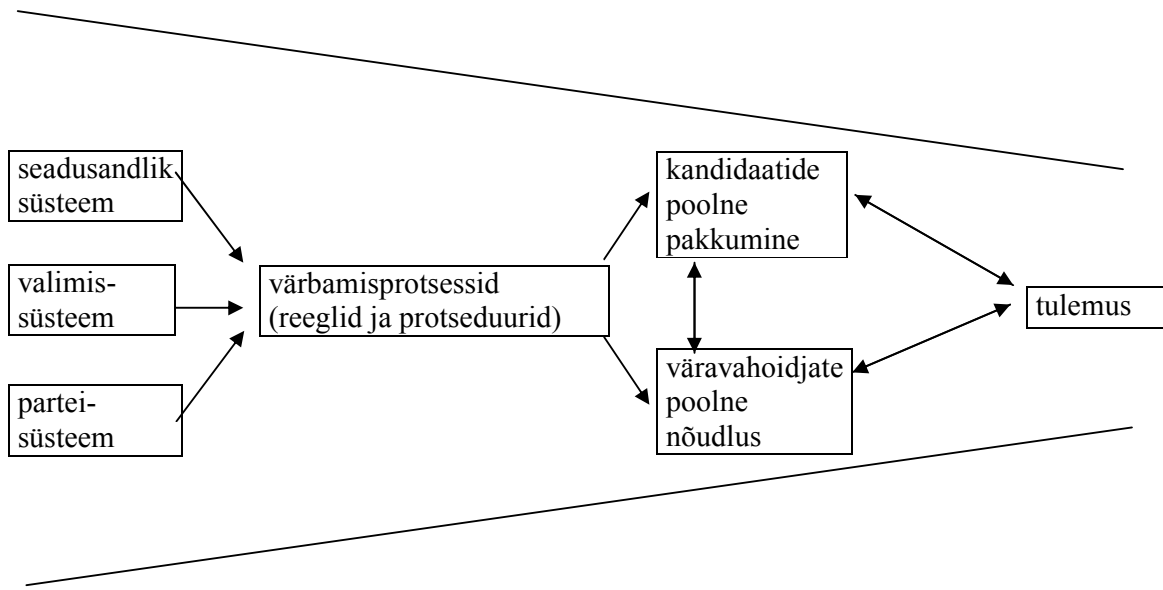 seadusandlik
süsteem
valimis-
süsteem
partei-
süsteem
värbamisprotsessid
(reeglid ja protseduurid)
kandidaatide
poolne
pakkumine
väravahoidjate
poolne
nõudlus
tulemus